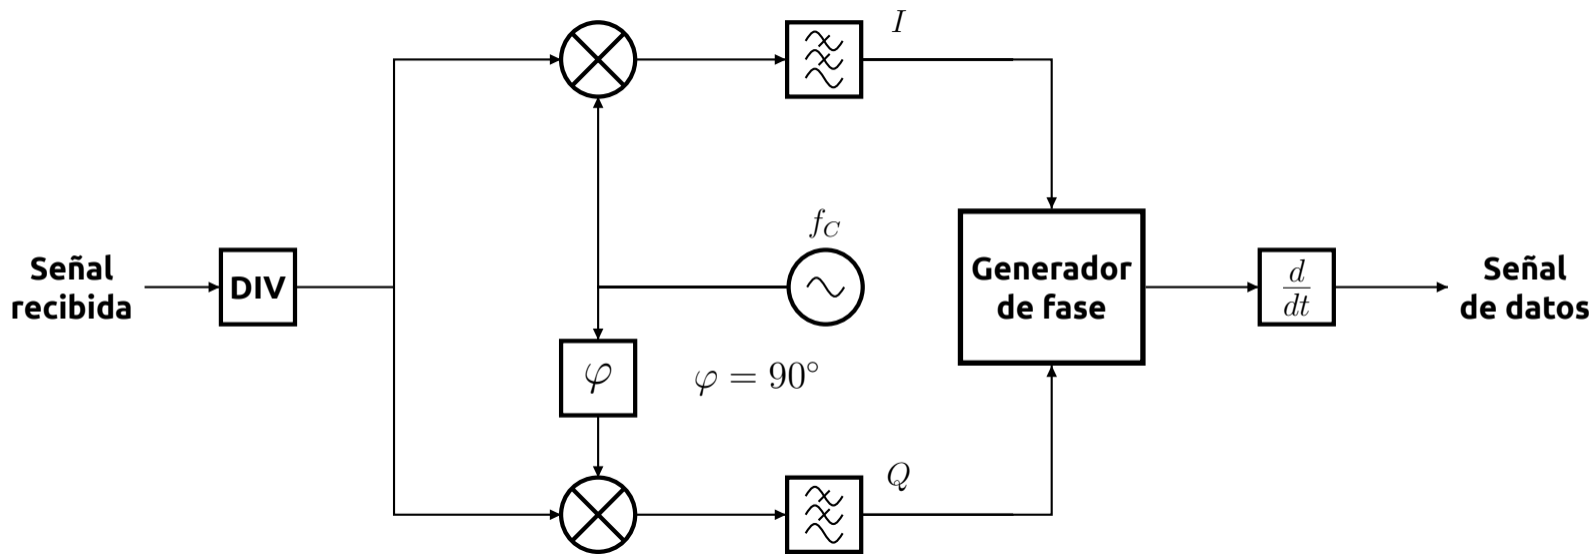 I
f_C
Señal
recibida
DIV
Generador
de fase
d
dt
Señal
de datos
φ
φ = 90°
Q